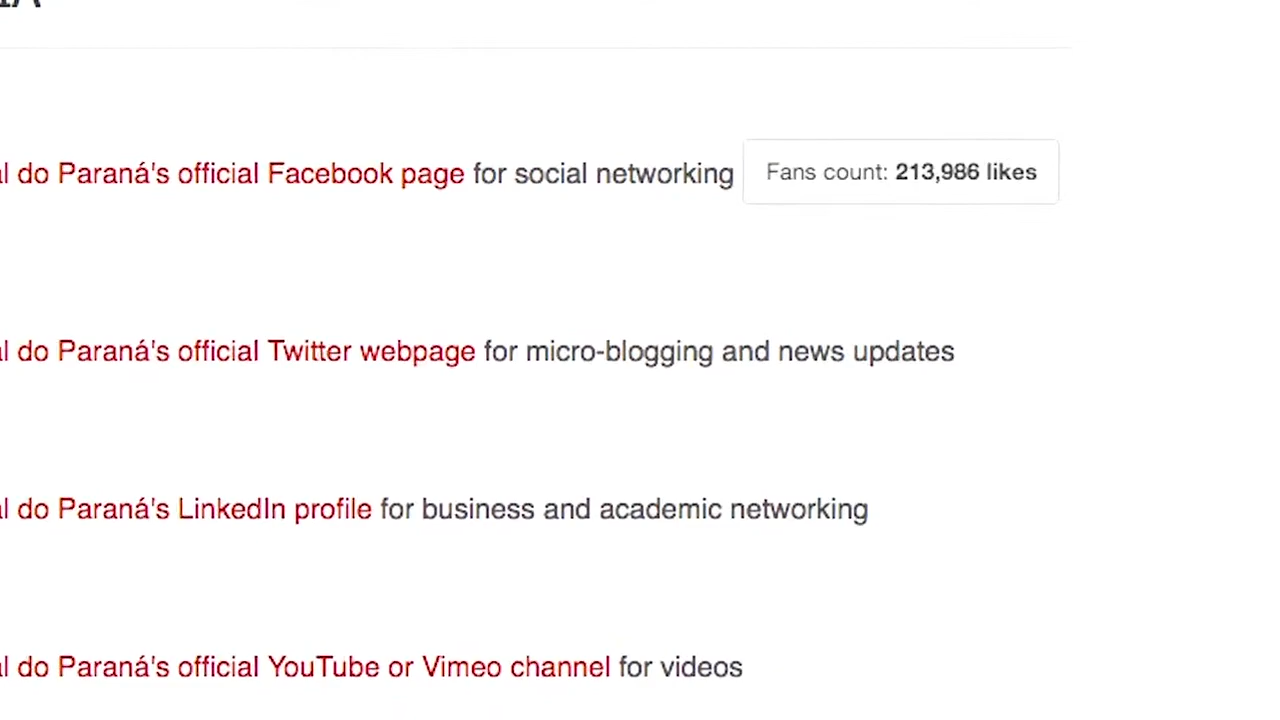 al do Paraná's official Facebook page for social networking Fans count: 213,986 likes
al do Paraná's official Twitter webpage for micro-blogging and news updates
al do Paraná's LinkedIn profile for business and academic networking
al do Paraná's official YouTube or Vimeo channel for videos